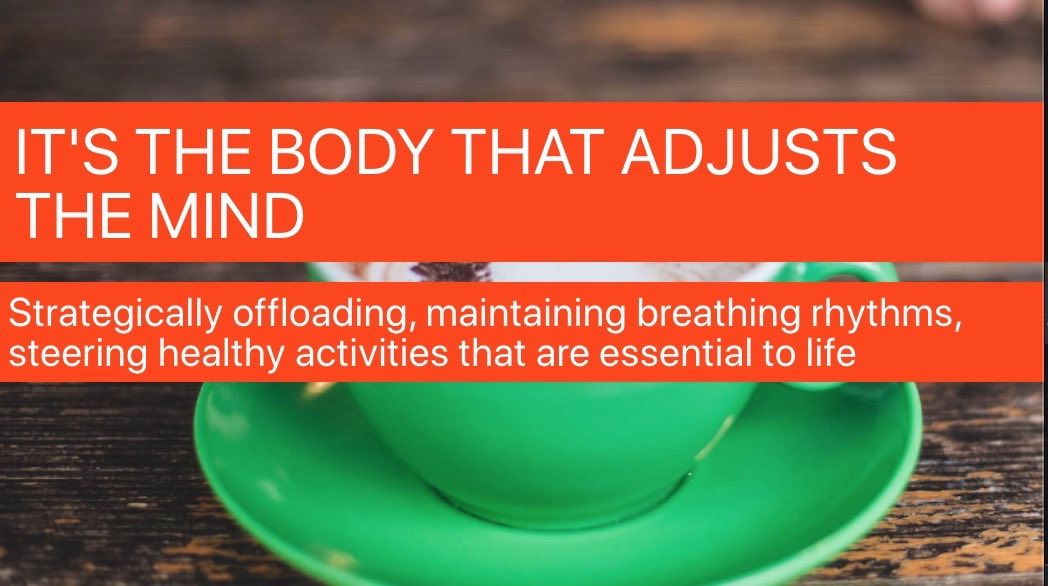 IT'S THE BODY THAT ADJUSTS
THE MIND
Strategically offloading, maintaining breathing rhythms,
steering healthy activities that are essential to life